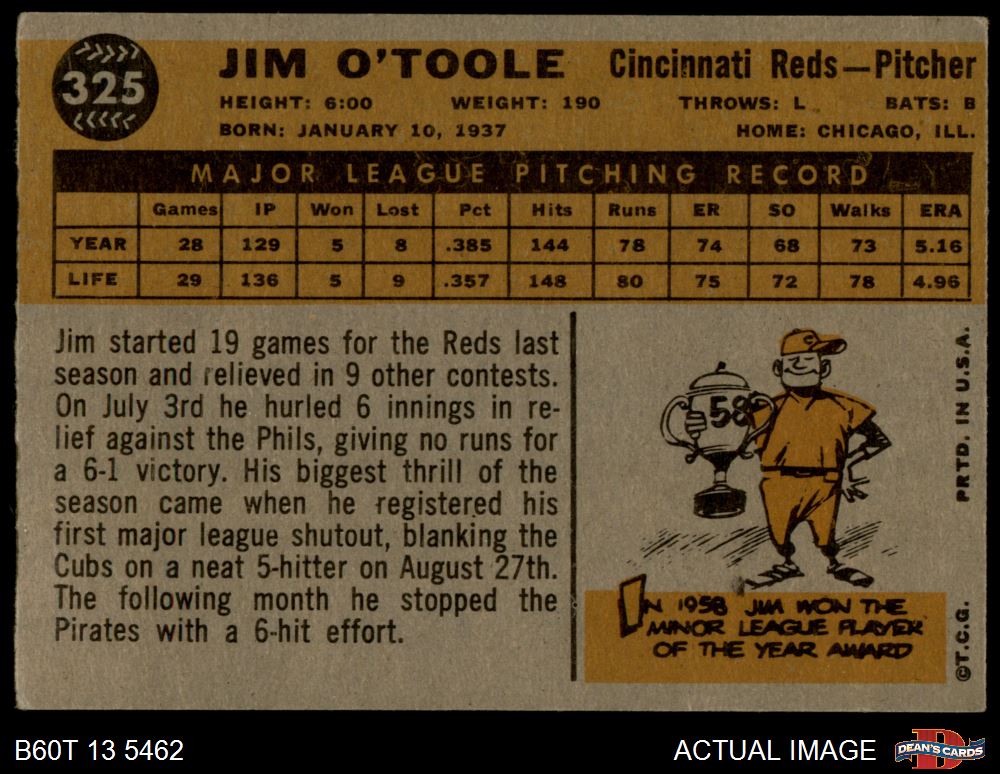 325
JIM O'TOOLE Cincinnati Reds—Pitcher
HEIGHT: 6:00 WEIGHT: 190 THROWS: L BATS: B
BORN: JANUARY 10, 1937 HOME: CHICAGO, ILL.
MAJOR LEAGUE PITCHING RECORD
Games IP Won Lost Pct Hits Runs ER SO Walks ERA
YEAR 28 129 5 8 .385 144 78 74 68 73 5.16
LIFE 29 136 5 9 .357 148 80 75 72 78 4.96
Jim started 19 games for the Reds last
season and relieved in 9 other contests.
On July 3rd he hurled 6 innings in re-
lief against the Phils, giving no runs for
a 6-1 victory. His biggest thrill of the
season came when he registered his
first major league shutout, blanking the
Cubs on a neat 5-hitter on August 27th.
The following month he stopped the
Pirates with a 6-hit effort.
C
58
IN 1958 JIM WON THE
MINOR LEAGUE PLAYER
OF THE YEAR AWARD
©T.C.G. PRTD. IN U.S.A.
B60T 13 5462 ACTUAL IMAGE
D
DEAN'S CARDS